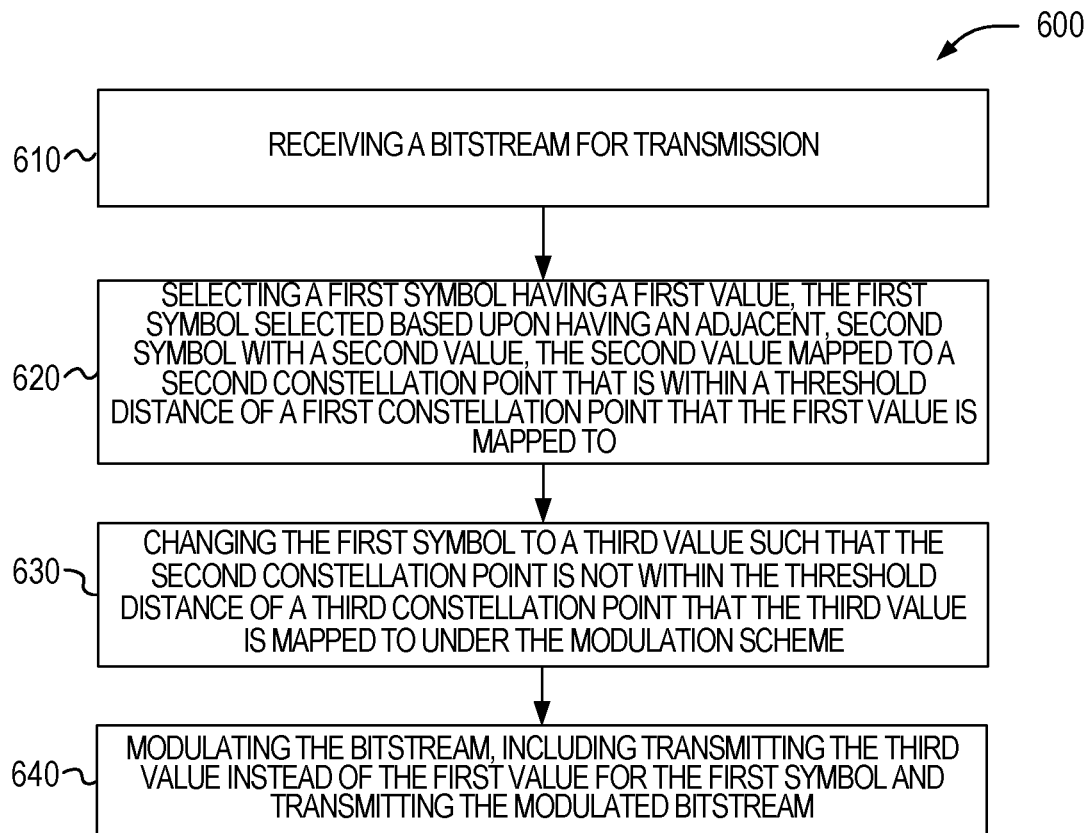 600
610
RECEIVING A BITSTREAM FOR TRANSMISSION
620
SELECTING A FIRST SYMBOL HAVING A FIRST VALUE, THE FIRST
SYMBOL SELECTED BASED UPON HAVING AN ADJACENT, SECOND
SYMBOL WITH A SECOND VALUE, THE SECOND VALUE MAPPED TO A
SECOND CONSTELLATION POINT THAT IS WITHIN A THRESHOLD
DISTANCE OF A FIRST CONSTELLATION POINT THAT THE FIRST VALUE IS
MAPPED TO
630
CHANGING THE FIRST SYMBOL TO A THIRD VALUE SUCH THAT THE
SECOND CONSTELLATION POINT IS NOT WITHIN THE THRESHOLD
DISTANCE OF A THIRD CONSTELLATION POINT THAT THE THIRD VALUE
IS MAPPED TO UNDER THE MODULATION SCHEME
640
MODULATING THE BITSTREAM, INCLUDING TRANSMITTING THE THIRD
VALUE INSTEAD OF THE FIRST VALUE FOR THE FIRST SYMBOL AND
TRANSMITTING THE MODULATED BITSTREAM